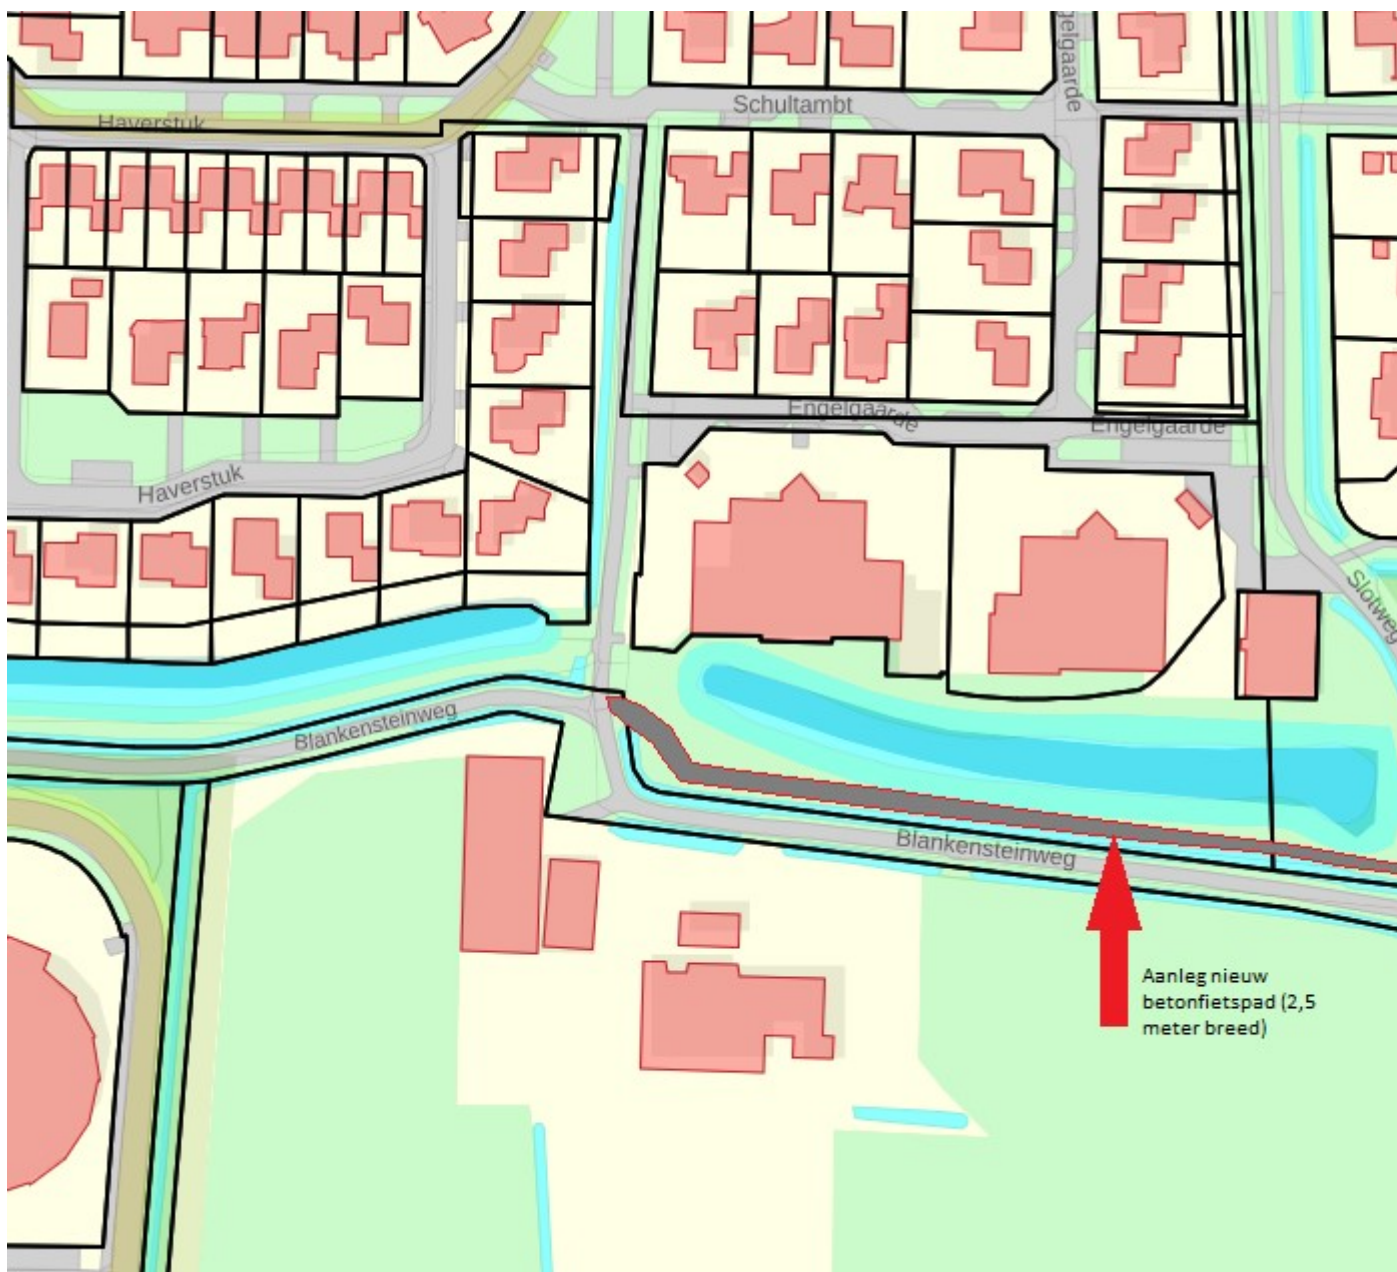 Schultambt
Engelgaarde
Haverstuk
Engelgaarde
Engelgaarde
Haverstuk
Slotweg
Blankensteinweg
Blankensteinweg
Aanleg nieuw
betonfietspad (2,5
meter breed)